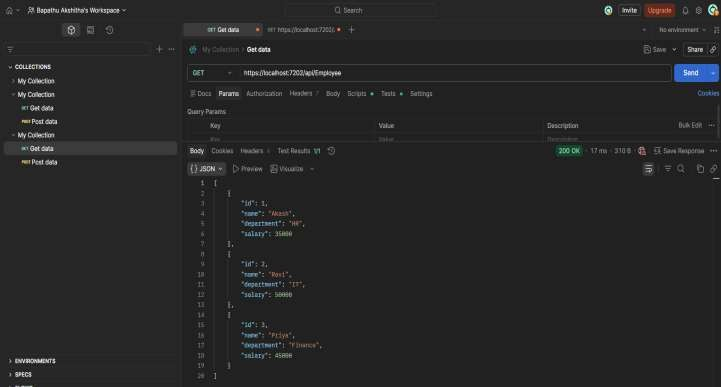 Bapathu Akshitha's Workspace
Search
Invite
Upgrade
COLLECTIONS
My Collection
My Collection
GET Get data
POST Post data
My Collection
GET Get data
POST Post data
ENVIRONMENTS
SPECS
GET Get data
GET https://localhost:7202/
No environment
My Collection / Get data
Save
Share
GET
https://localhost:7202/api/Employee
Send
Docs Params Authorization Headers 7 Body Scripts Tests Settings
Cookies
Query Params
Key Value Description Bulk Edit
Key Value Description
Body Cookies Headers Test Results 1/1
200 OK 17 ms 310 B Save Response
{ } JSON Preview Visualize
1 [
2 {
3 "id": 1,
4 "name": "Akash",
5 "department": "HR",
6 "salary": 35000
7 },
8 {
9 "id": 2,
10 "name": "Ravi",
11 "department": "IT",
12 "salary": 50000
13 },
14 {
15 "id": 3,
16 "name": "Priya",
17 "department": "Finance",
18 "salary": 45000
19 }
20 ]